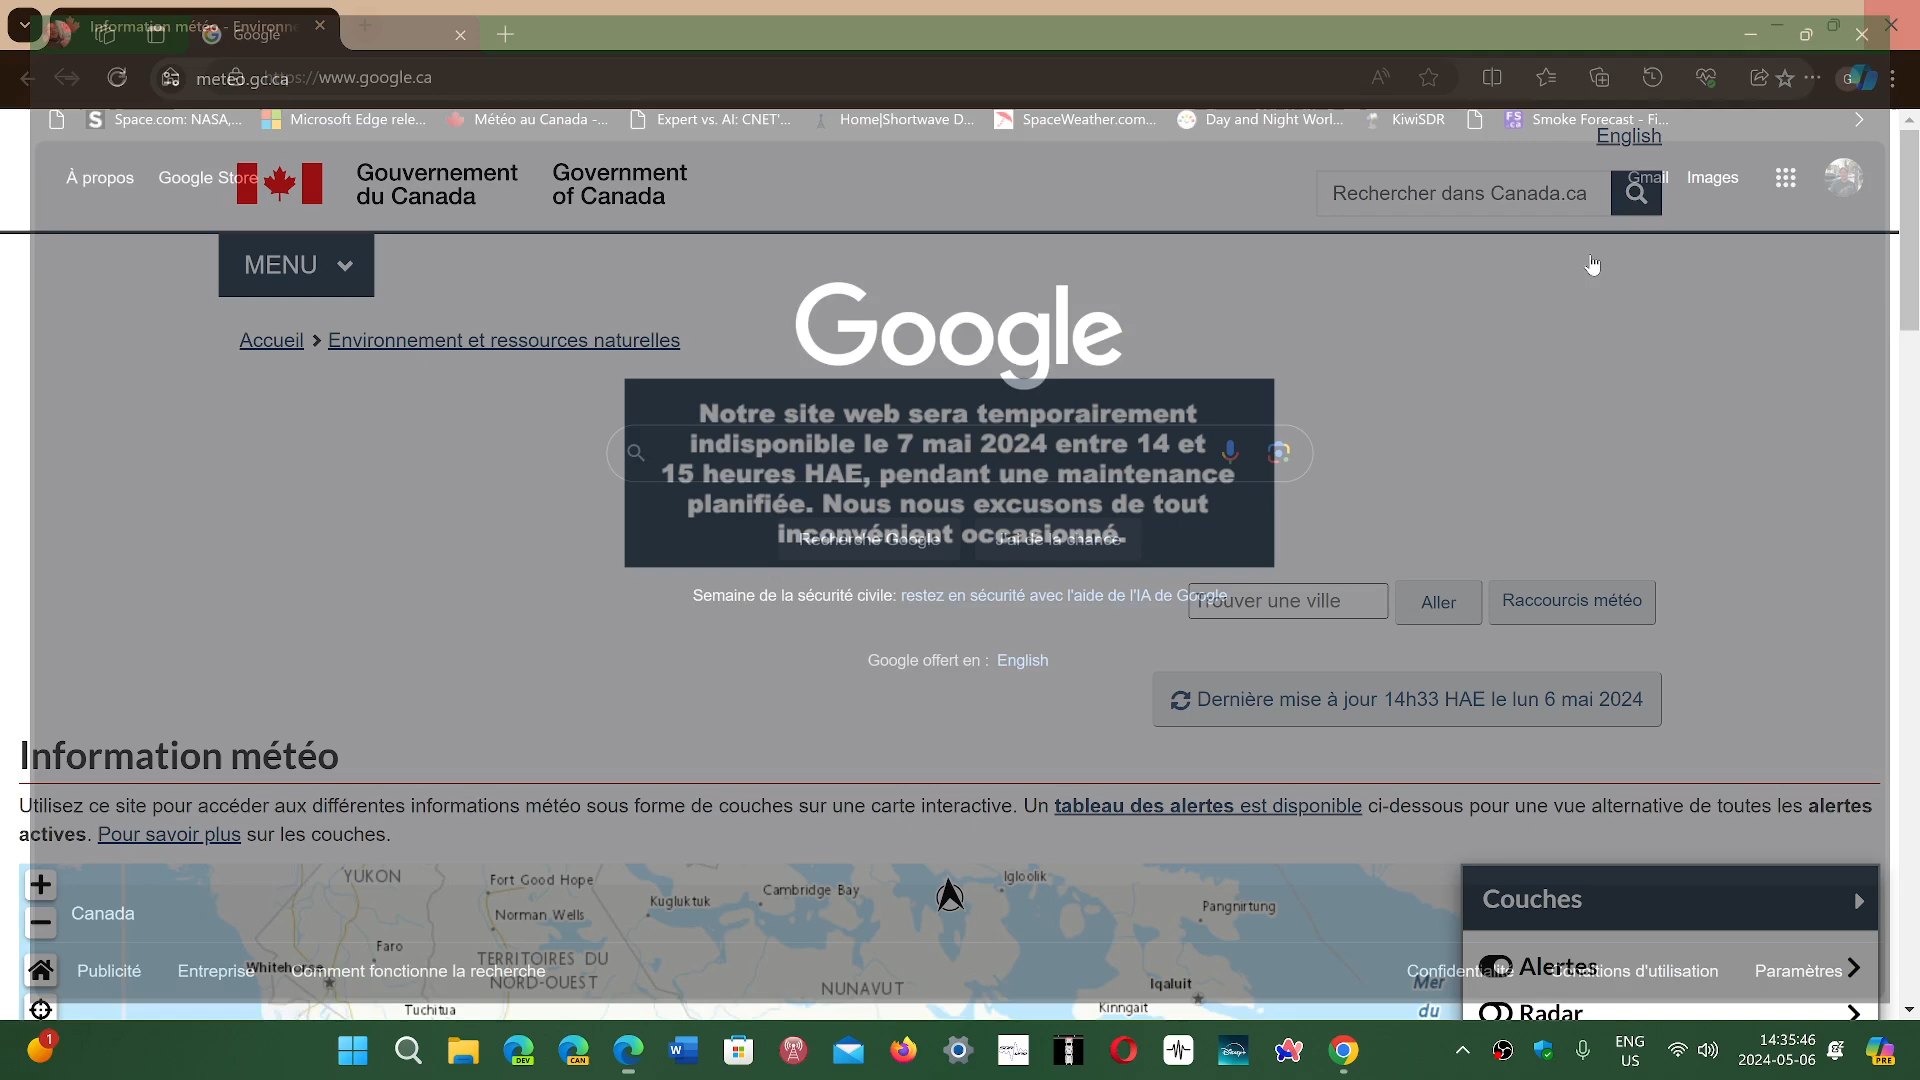 Information météo - Environne
Google
meteo.gc.ca
https://www.google.ca
Space.com: NASA,...
Microsoft Edge rele...
Météo au Canada -...
Expert vs. AI: CNET'...
Home|Shortwave D...
SpaceWeather.com...
Day and Night Worl...
KiwiSDR
Smoke Forecast - Fi...
English
À propos
Google Store
Gouvernement
du Canada
Government
of Canada
Rechercher dans Canada.ca
Gmail
Images
MENU
Accueil > Environnement et ressources naturelles
Google
Notre site web sera temporairement
indisponible le 7 mai 2024 entre 14 et
15 heures HAE, pendant une maintenance
planifiée. Nous nous excusons de tout
inconvénient occasionné.
Recherche Google
J'ai de la chance
Semaine de la sécurité civile: restez en sécurité avec l'aide de l'IA de Google
Trouver une ville
Aller
Raccourcis météo
Google offert en : English
Dernière mise à jour 14h33 HAE le lun 6 mai 2024
Information météo
Utilisez ce site pour accéder aux différentes informations météo sous forme de couches sur une carte interactive. Un tableau des alertes est disponible ci-dessous pour une vue alternative de toutes les alertes
actives. Pour savoir plus sur les couches.
YUKON
Fort Good Hope
Norman Wells
Kugluktuk
Cambridge Bay
Igloolik
Pangnirtung
Couches
Canada
Faro
Whitehorse
TERRITOIRES DU
NORD-OUEST
NUNAVUT
Iqaluit
Kinngait
Tuchitua
Mer
du
Publicité
Entreprise
Comment fonctionne la recherche
Confidentialité
Conditions d'utilisation
Paramètres
Alertes
Radar
1
DEV
CAN
Disney+
ENG
US
14:35:46
2024-05-06
PRE